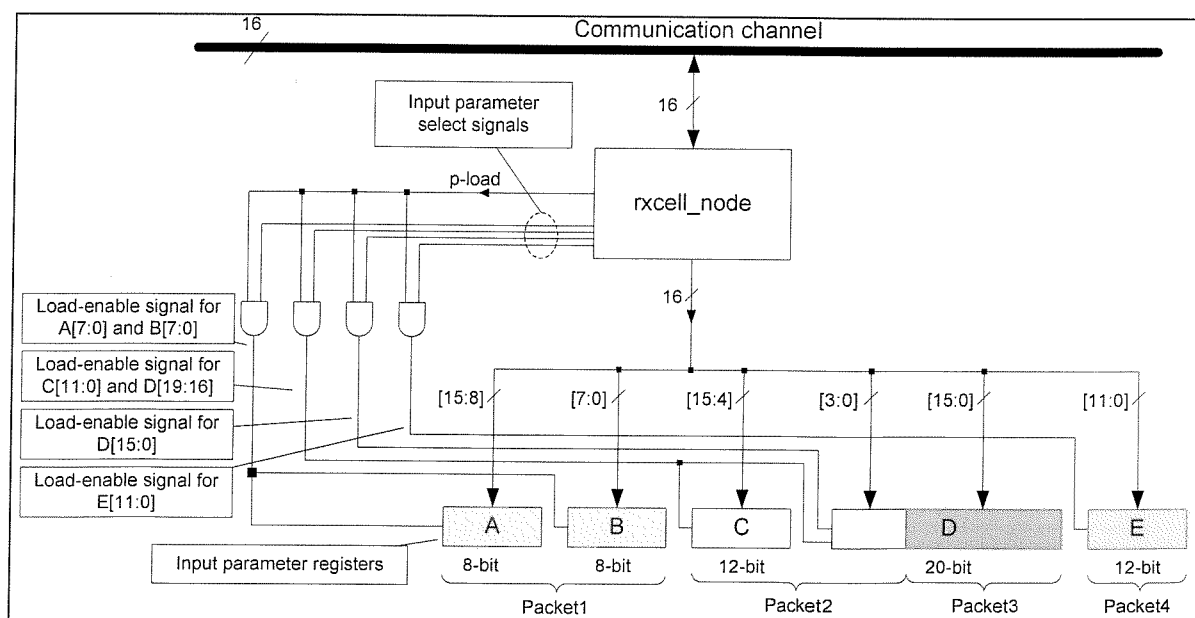 16
Communication channel
Input parameter
select signals
16
p-load
rxcell_node
16
Load-enable signal for
A[7:0] and B[7:0]
Load-enable signal for
C[11:0] and D[19:16]
Load-enable signal for
D[15:0]
Load-enable signal for
E[11:0]
[15:8]
[7:0]
[15:4]
[3:0]
[15:0]
[11:0]
A
B
C
D
E
Input parameter registers
8-bit
8-bit
12-bit
20-bit
12-bit
Packet1
Packet2
Packet3
Packet4